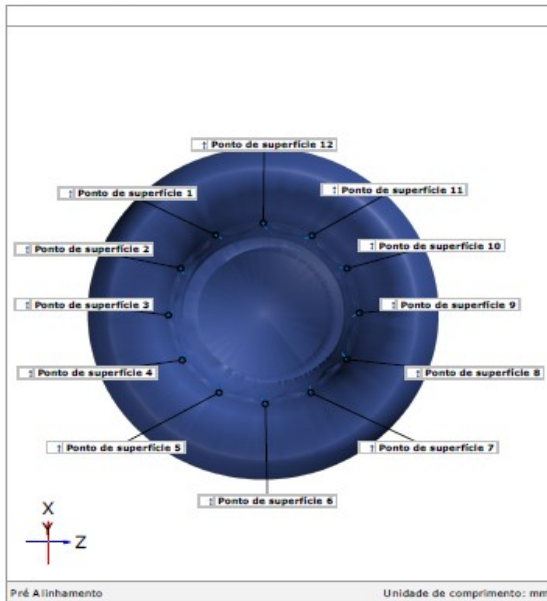 Ponto de superfície 12
Ponto de superfície 1
Ponto de superfície 11
Ponto de superfície 2
Ponto de superfície 10
Ponto de superfície 3
Ponto de superfície 9
Ponto de superfície 4
Ponto de superfície 8
Ponto de superfície 5
Ponto de superfície 7
Ponto de superfície 6
X
Y
Z
Pré Alinhamento
Unidade de comprimento: mm